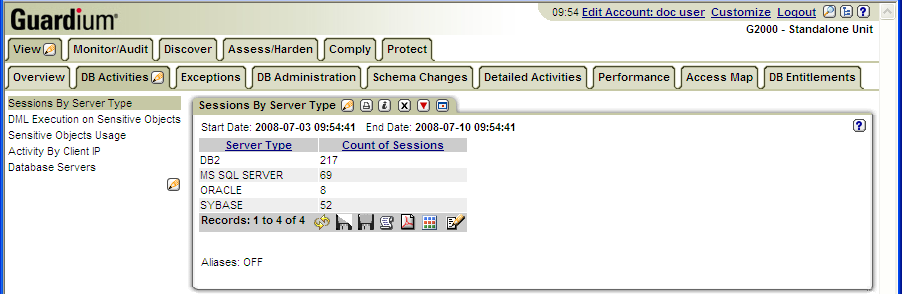 Guardium®
09:54 Edit Account: doc user Customize Logout
G2000 - Standalone Unit
View Monitor/Audit Discover Assess/Harden Comply Protect
Overview DB Activities Exceptions DB Administration Schema Changes Detailed Activities Performance Access Map DB Entitlements
Sessions By Server Type
DML Execution on Sensitive Objects
Sensitive Objects Usage
Activity By Client IP
Database Servers
Sessions By Server Type
Start Date: 2008-07-03 09:54:41 End Date: 2008-07-10 09:54:41
Server Type Count of Sessions
DB2 217
MS SQL SERVER 69
ORACLE 8
SYBASE 52
Records: 1 to 4 of 4
Aliases: OFF